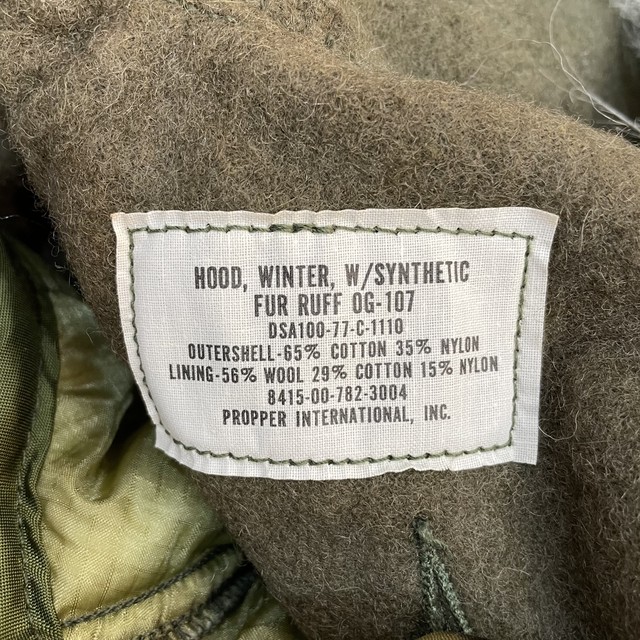 HOOD, WINTER, W/SYNTHETIC
FUR RUFF OG-107
DSA100-77-C-1110
OUTERSHELL-65% COTTON 35% NYLON
LINING-56% WOOL 29% COTTON 15% NYLON
8415-00-782-3004
PROPPER INTERNATIONAL, INC.